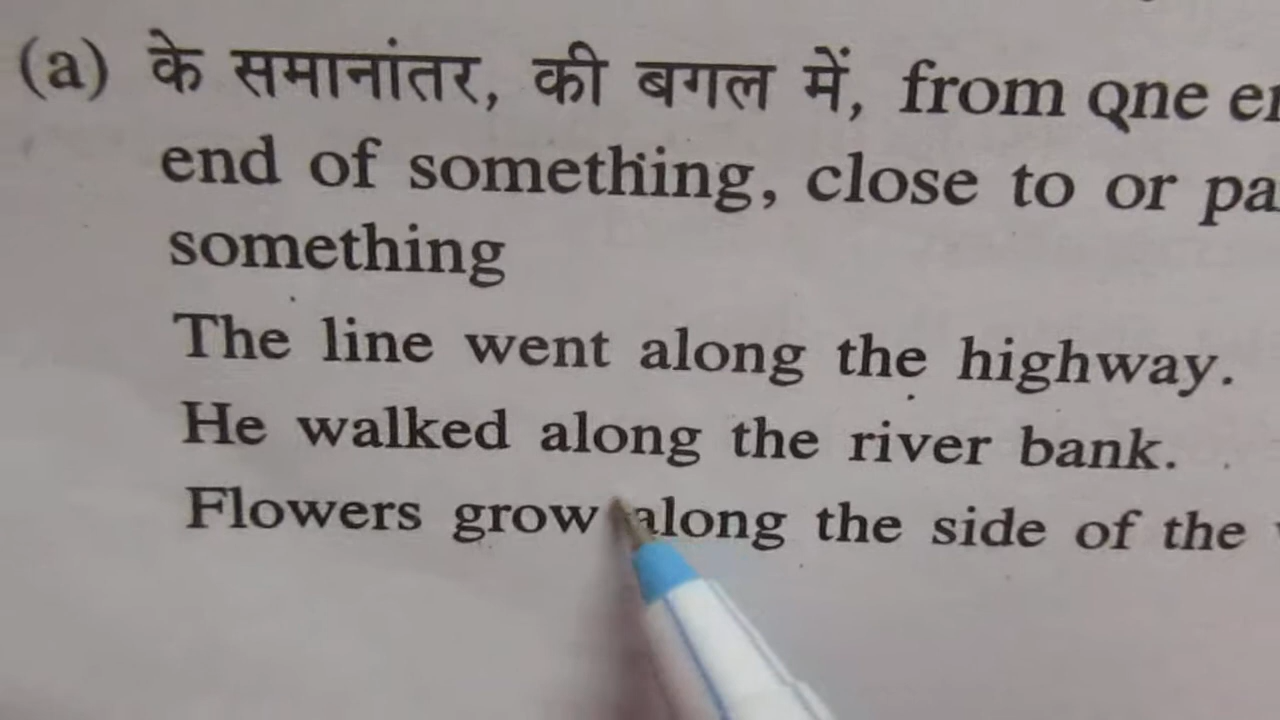 (a) के समानांतर, की बगल में, from one
end of something, close to or
something
The line went along the highway.
He walked along the river bank.
Flowers grow along the side of the